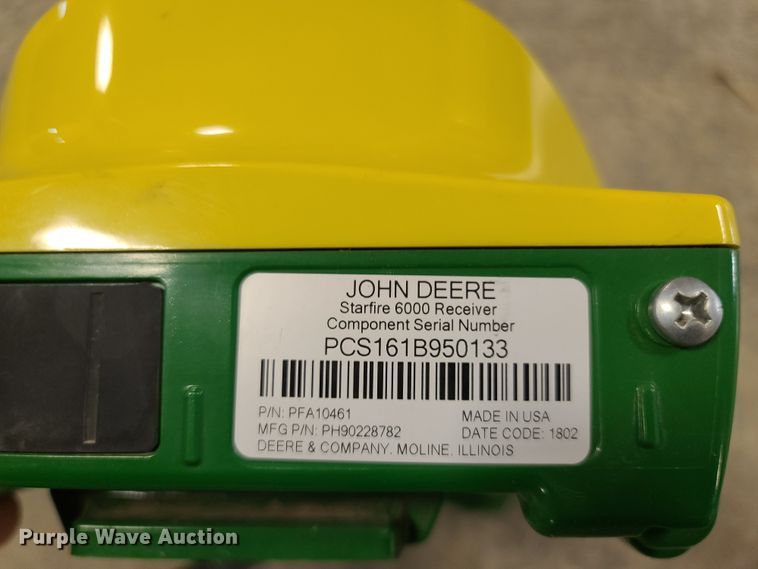 JOHN DEERE
Starfire 6000 Receiver
Component Serial Number
PCS161B950133
P/N: PFA10461
MADE IN USA
MFG P/N: PH90228782
DATE CODE: 1802
DEERE & COMPANY. MOLINE. ILLINOIS
Purple Wave Auction